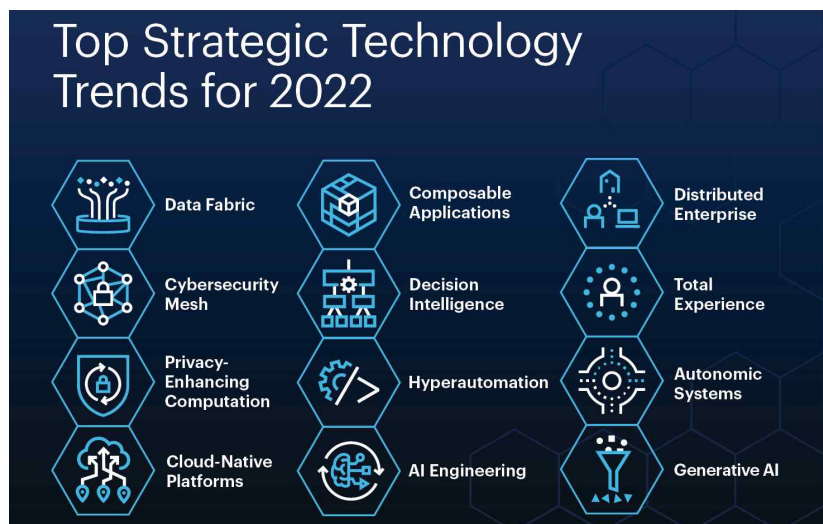 Top Strategic Technology
Trends for 2022
Data Fabric
Cybersecurity
Mesh
Privacy-
Enhancing
Computation
Cloud-Native
Platforms
Composable
Applications
Decision
Intelligence
Hyperautomation
AI Engineering
Distributed
Enterprise
Total
Experience
Autonomic
Systems
Generative AI